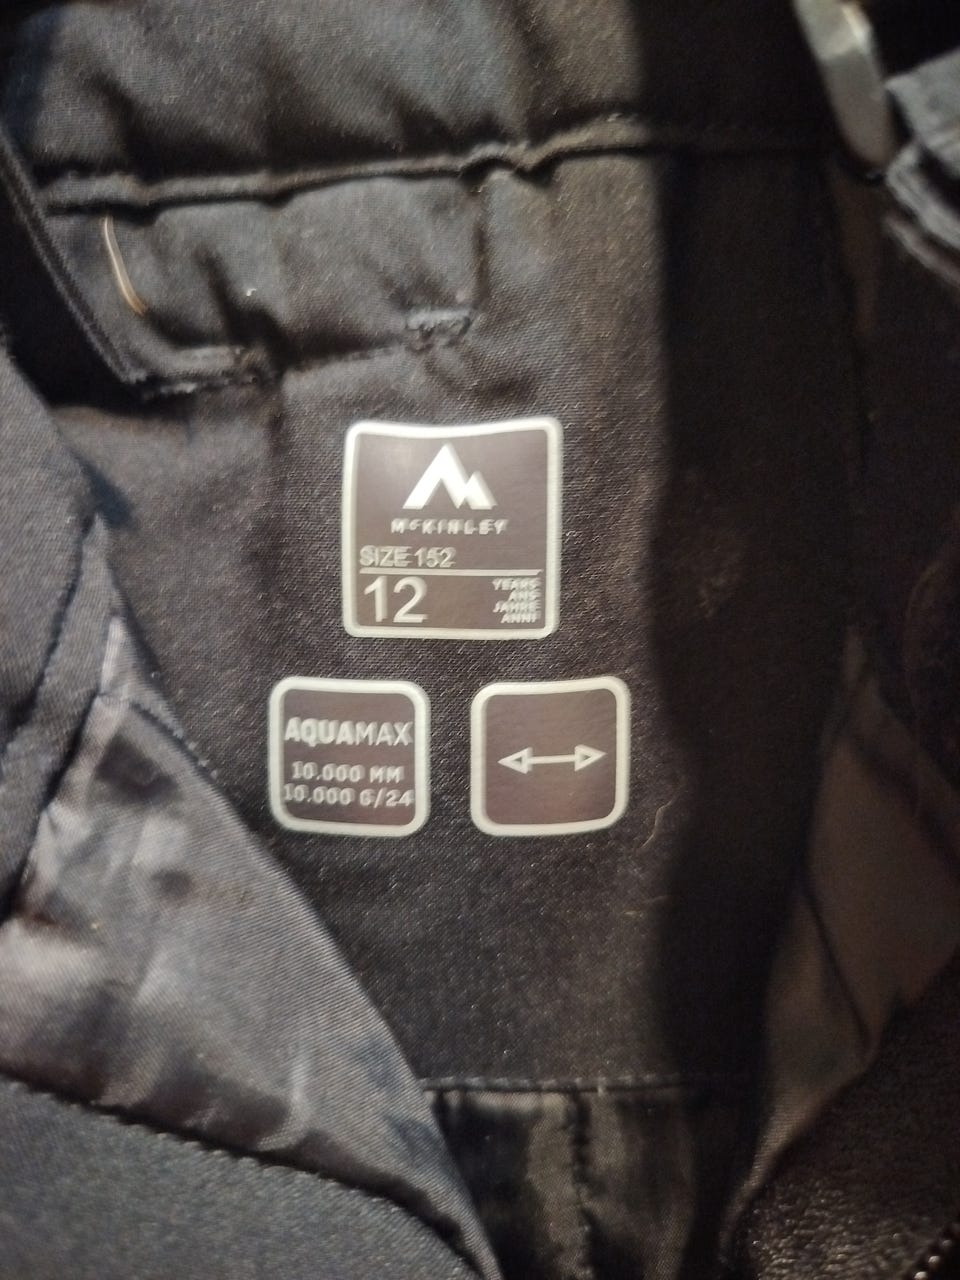 McKINLEY
SIZE 152
12
YEARS
ANS
JAHRE
ANNI
AQUAMAX
10.000 MM
10.000 G/24